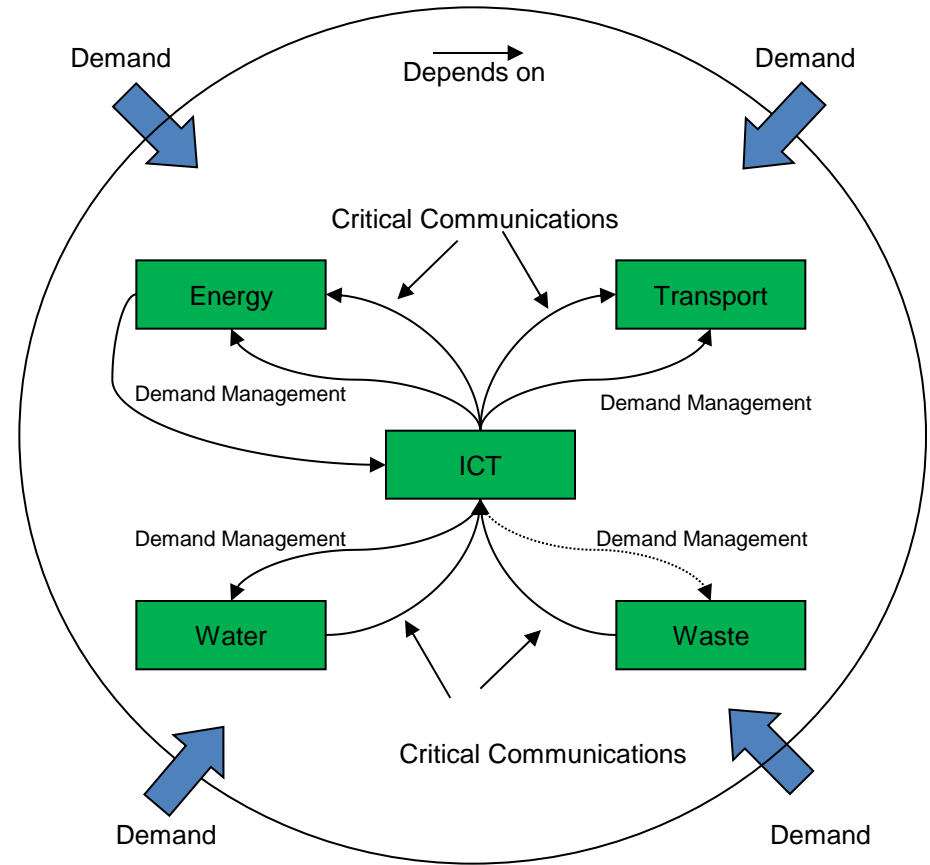 Demand
Demand
Depends on
Critical Communications
Energy
Transport
Demand Management
Demand Management
ICT
Demand Management
Demand Management
Water
Waste
Critical Communications
Demand
Demand